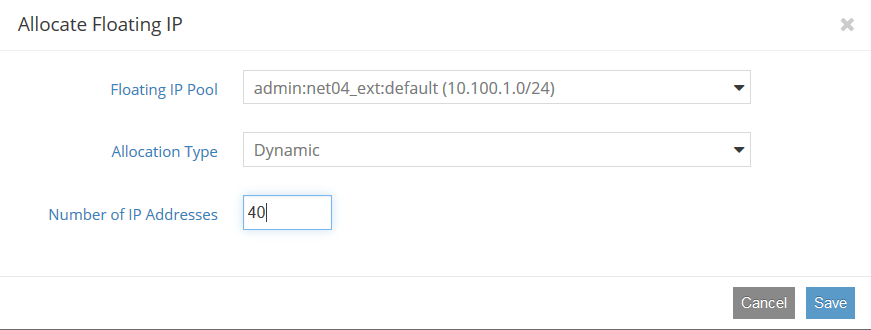 Allocate Floating IP
Floating IP Pool admin:net04_ext:default (10.100.1.0/24)
Allocation Type Dynamic
Number of IP Addresses 40
Cancel Save